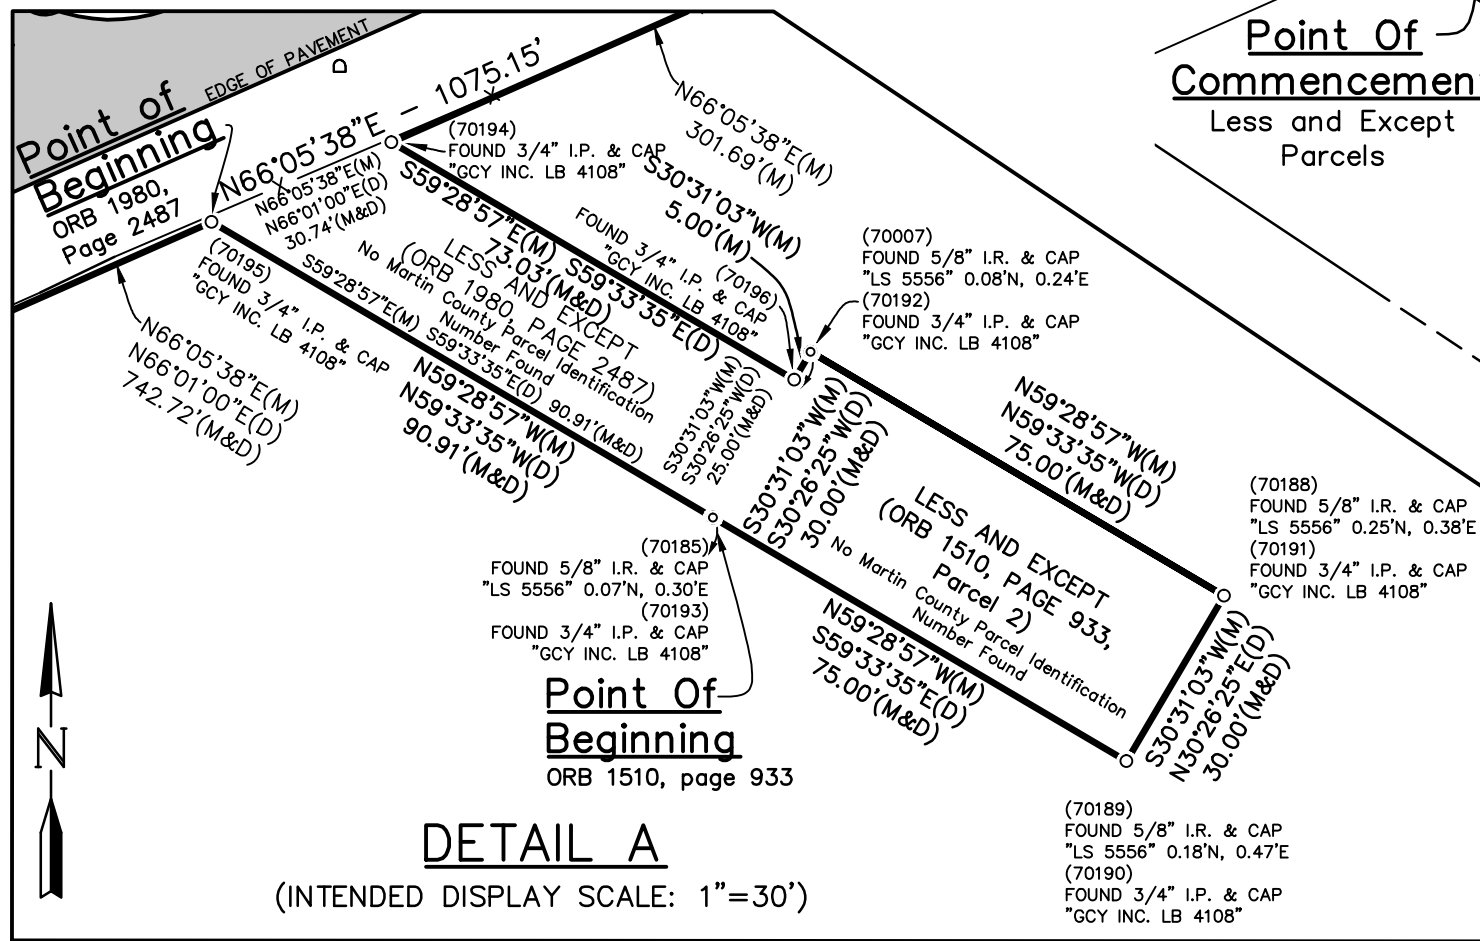 Point Of
Commencement
Less and Except
Parcels
EDGE OF PAVEMENT
Point of
Beginning
ORB 1980,
Page 2487
N66°05'38"E - 1075.15'
N66°05'38"E(M)
N66°01'00"E(D)
30.74'(M&D)
(70194)
FOUND 3/4" I.P. & CAP
"GCY INC. LB 4108"
N66°05'38"E(M)
301.69'(M)
S30°31'03"W(M)
5.00'(M)
S59°28'57"E(M) S59°33'35"E(D)
73.03'(M&D)
FOUND 3/4" I.P. & CAP
"GCY INC. LB 4108"
(70196)
(70007)
FOUND 5/8" I.R. & CAP
"LS 5556" 0.08'N, 0.24'E
(70192)
FOUND 3/4" I.P. & CAP
"GCY INC. LB 4108"
(70195)
FOUND 3/4" I.P. & CAP
"GCY INC. LB 4108"
N66°05'38"E(M)
N66°01'00"E(D)
742.72'(M&D)
LESS AND EXCEPT
(ORB 1980, PAGE 2487)
No Martin County Parcel Identification
Number Found
S59°28'57"E(M) S59°33'35"E(D) 90.91'(M&D)
N59°28'57"W(M)
N59°33'35"W(D)
90.91'(M&D)
S30°31'03"W(M)
S30°26'25"W(D)
25.00'(M&D)
S30°31'03"W(M)
S30°26'25"W(D)
30.00'(M&D)
N59°28'57"W(M)
N59°33'35"W(D)
75.00'(M&D)
(70188)
FOUND 5/8" I.R. & CAP
"LS 5556" 0.25'N, 0.38'E
(70191)
FOUND 3/4" I.P. & CAP
"GCY INC. LB 4108"
LESS AND EXCEPT
(ORB 1510, PAGE 933,
Parcel 2)
No Martin County Parcel Identification
Number Found
(70185)
FOUND 5/8" I.R. & CAP
"LS 5556" 0.07'N, 0.30'E
(70193)
FOUND 3/4" I.P. & CAP
"GCY INC. LB 4108"
N59°28'57"W(M)
S59°33'35"E(D)
75.00'(M&D)
S30°31'03"W(M)
N30°26'25"E(D)
30.00'(M&D)
Point Of
Beginning
ORB 1510, page 933
N
(70189)
FOUND 5/8" I.R. & CAP
"LS 5556" 0.18'N, 0.47'E
(70190)
FOUND 3/4" I.P. & CAP
"GCY INC. LB 4108"
DETAIL A
(INTENDED DISPLAY SCALE: 1"=30')